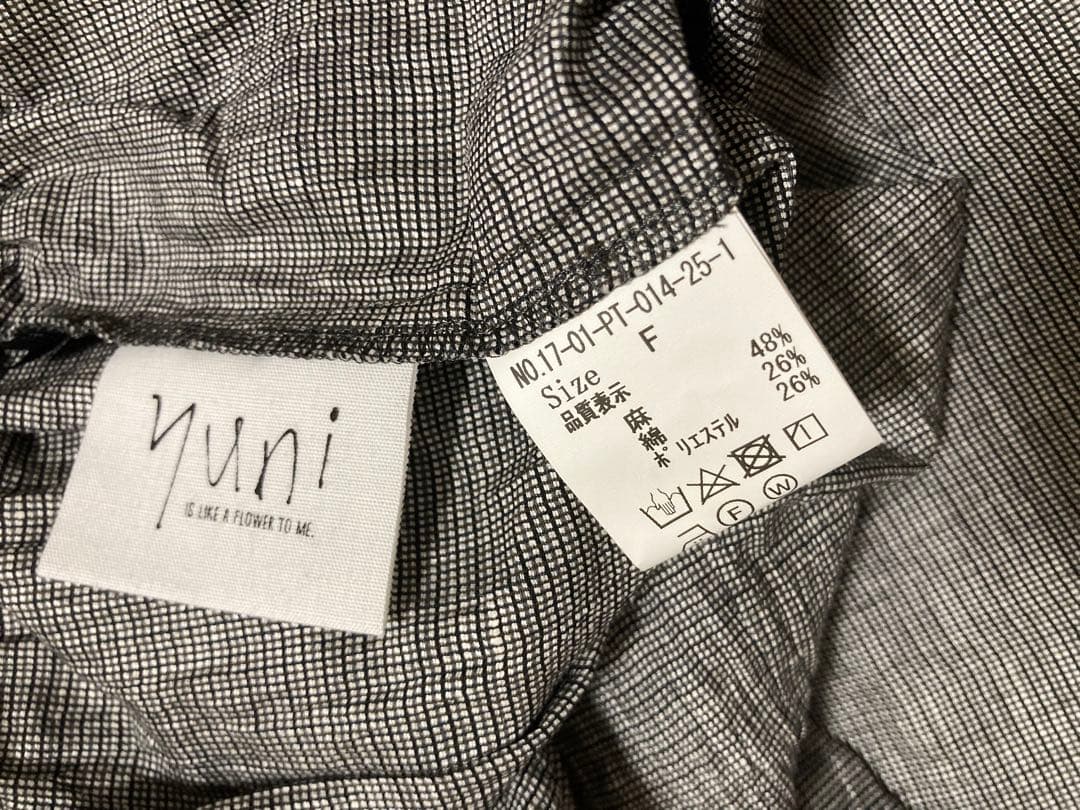 yuni
IS LIKE A FLOWER TO ME.
NO.17-01-PT-014-25-1
Size F
品質表示
麻 48%
綿 26%
ポリエステル 26%
F W